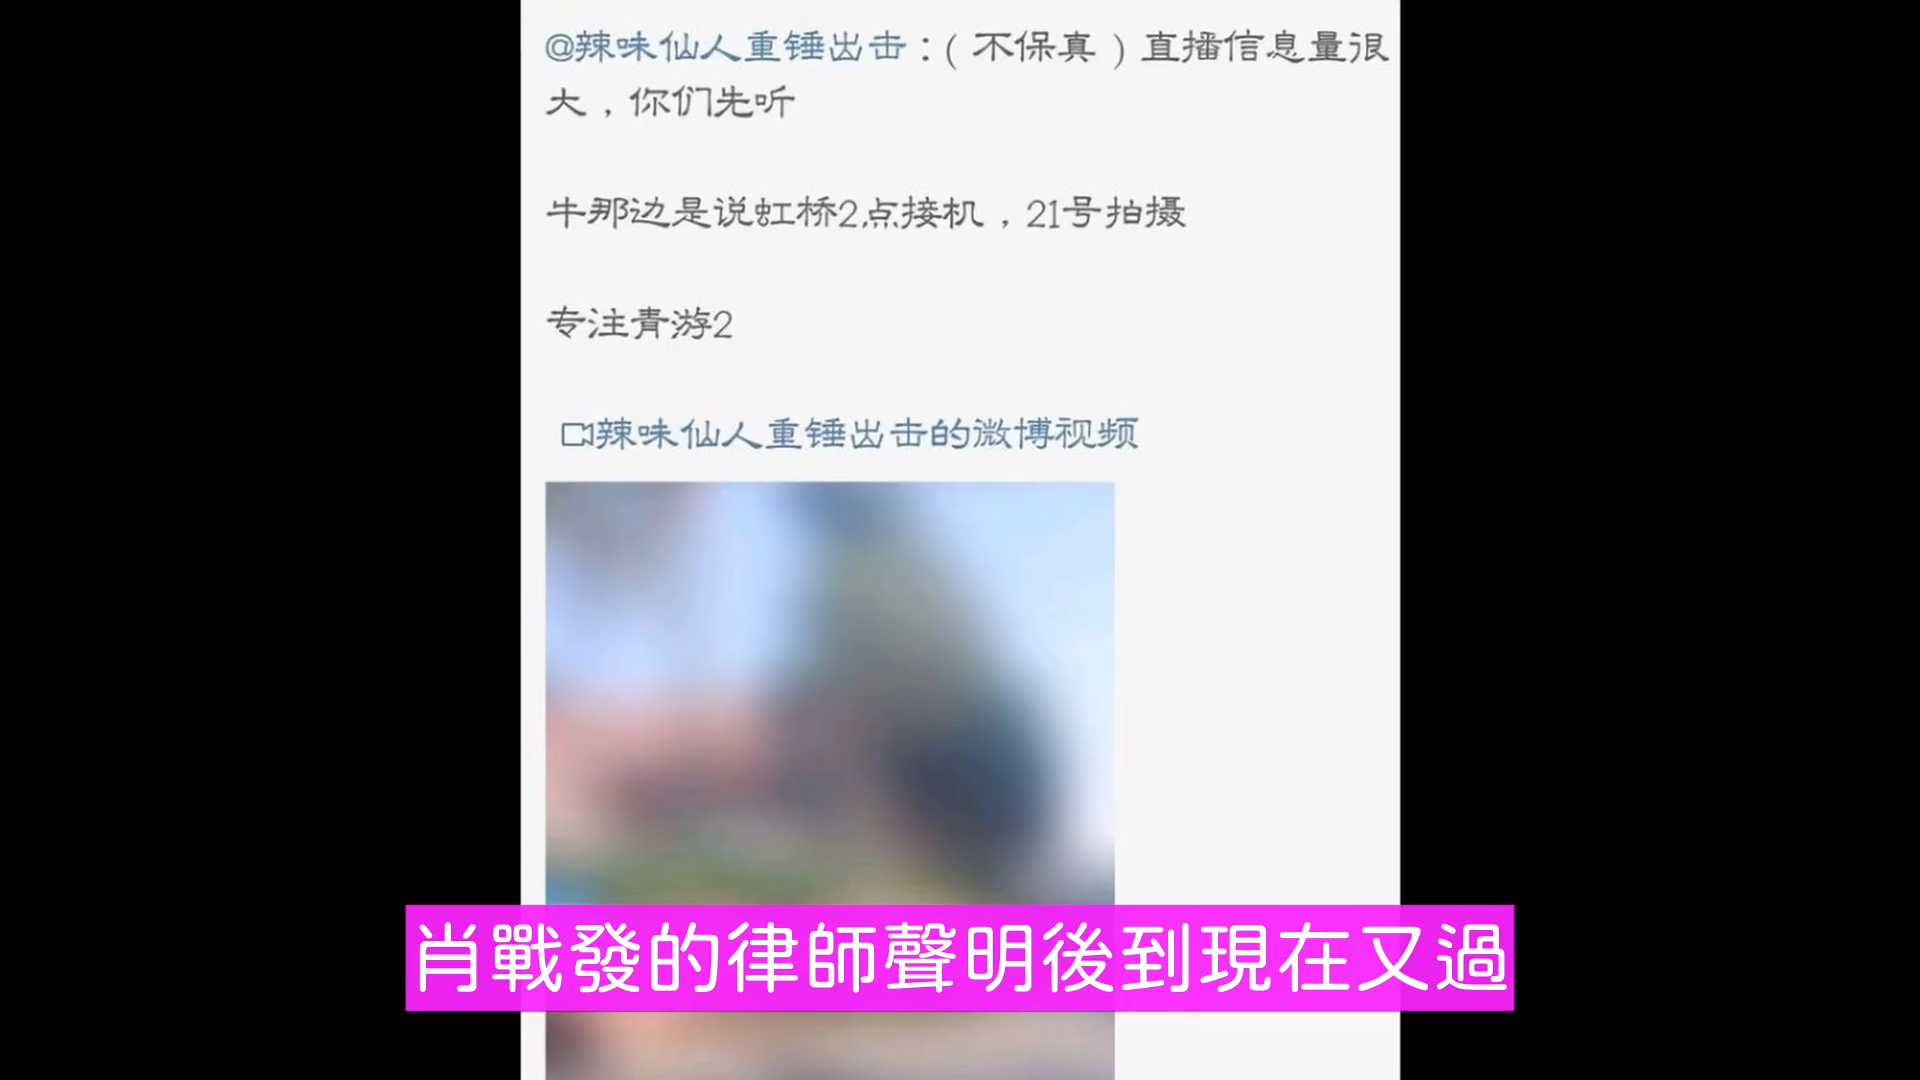 @辣味仙人重锤出击：（不保真）直播信息量很
大，你们先听
牛那边是说虹桥2点接机，21号拍摄
专注青游2
辣味仙人重锤出击的微博视频
肖戰發的律師聲明後到現在又過